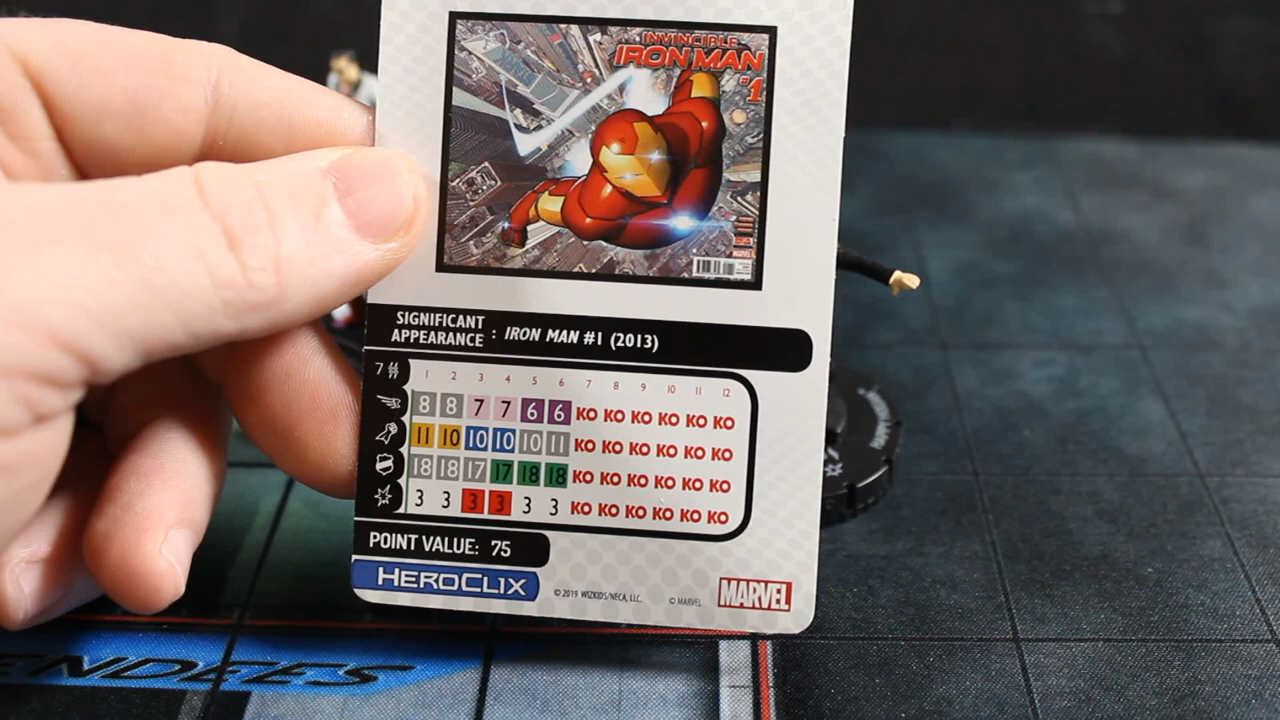 INVINCIBLE
IRON MAN
#1
MARVEL
SIGNIFICANT
APPEARANCE : IRON MAN #1 (2013)
7 1 2 3 4 5 6 7 8 9 10 11 12
8 8 7 7 6 6 KO KO KO KO KO KO
11 10 10 10 10 11 KO KO KO KO KO KO
18 18 17 17 18 18 KO KO KO KO KO KO
3 3 3 3 3 3 KO KO KO KO KO KO
POINT VALUE: 75
HEROCLIX © 2019 WIZKIDS/NECA, LLC. © MARVEL MARVEL
ENDEES